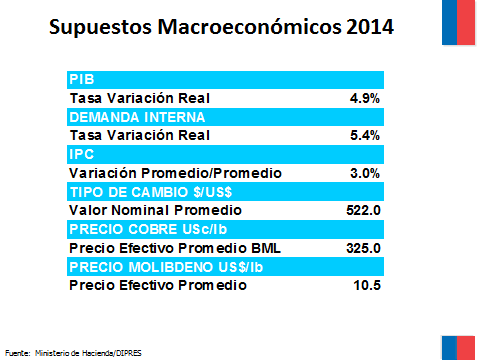 Supuestos Macroeconómicos 2014
PIB
Tasa Variación Real 4.9%
DEMANDA INTERNA
Tasa Variación Real 5.4%
IPC
Variación Promedio/Promedio 3.0%
TIPO DE CAMBIO $/US$
Valor Nominal Promedio 522.0
PRECIO COBRE USc/lb
Precio Efectivo Promedio BML 325.0
PRECIO MOLIBDENO US$/lb
Precio Efectivo Promedio 10.5
Fuente: Ministerio de Hacienda/DIPRES